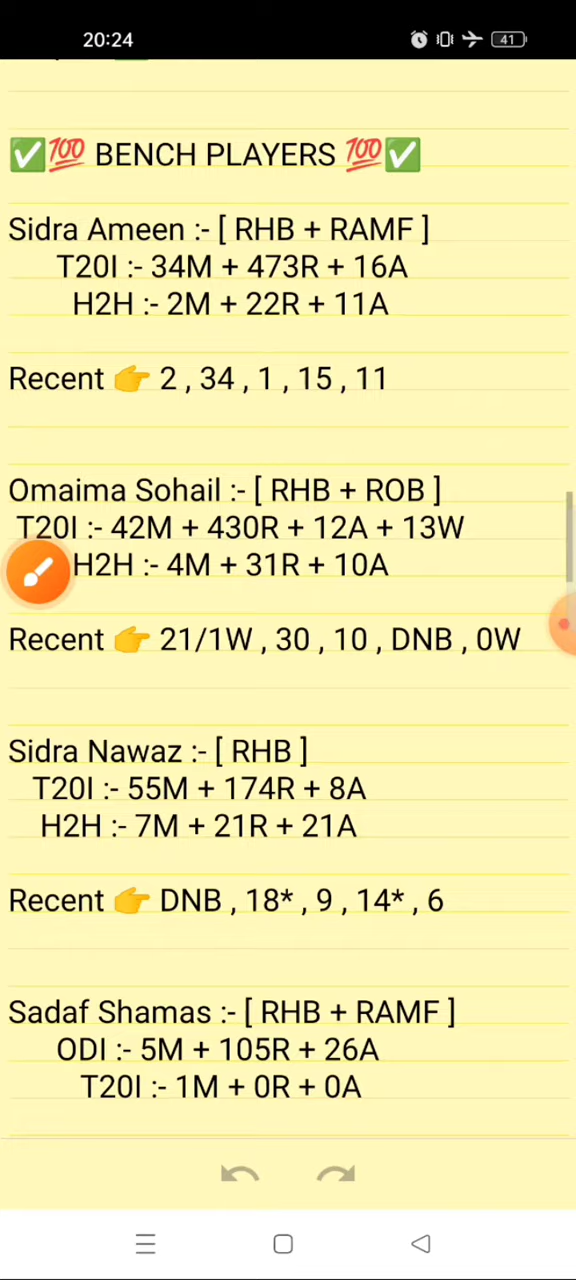 20:24
41
✅💯 BENCH PLAYERS 💯✅
Sidra Ameen :- [ RHB + RAMF ]
T20I :- 34M + 473R + 16A
H2H :- 2M + 22R + 11A
Recent 👉 2 , 34 , 1 , 15 , 11
Omaima Sohail :- [ RHB + ROB ]
T20I :- 42M + 430R + 12A + 13W
H2H :- 4M + 31R + 10A
Recent 👉 21/1W , 30 , 10 , DNB , 0W
Sidra Nawaz :- [ RHB ]
T20I :- 55M + 174R + 8A
H2H :- 7M + 21R + 21A
Recent 👉 DNB , 18* , 9 , 14* , 6
Sadaf Shamas :- [ RHB + RAMF ]
ODI :- 5M + 105R + 26A
T20I :- 1M + 0R + 0A